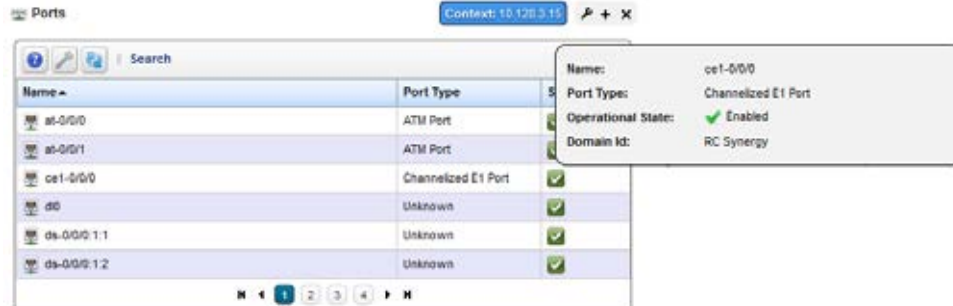 Ports
Context: 10.128.3.15
Search
Name
Port Type
S
at-0/0/0
ATM Port
at-0/0/1
ATM Port
ce1-0/0/0
Channelized E1 Port
dl0
Unknown
ds-0/0/0:1:1
Unknown
ds-0/0/0:1:2
Unknown
1 2 3 4
Name: ce1-0/0/0
Port Type: Channelized E1 Port
Operational State: Enabled
Domain Id: RC Synergy